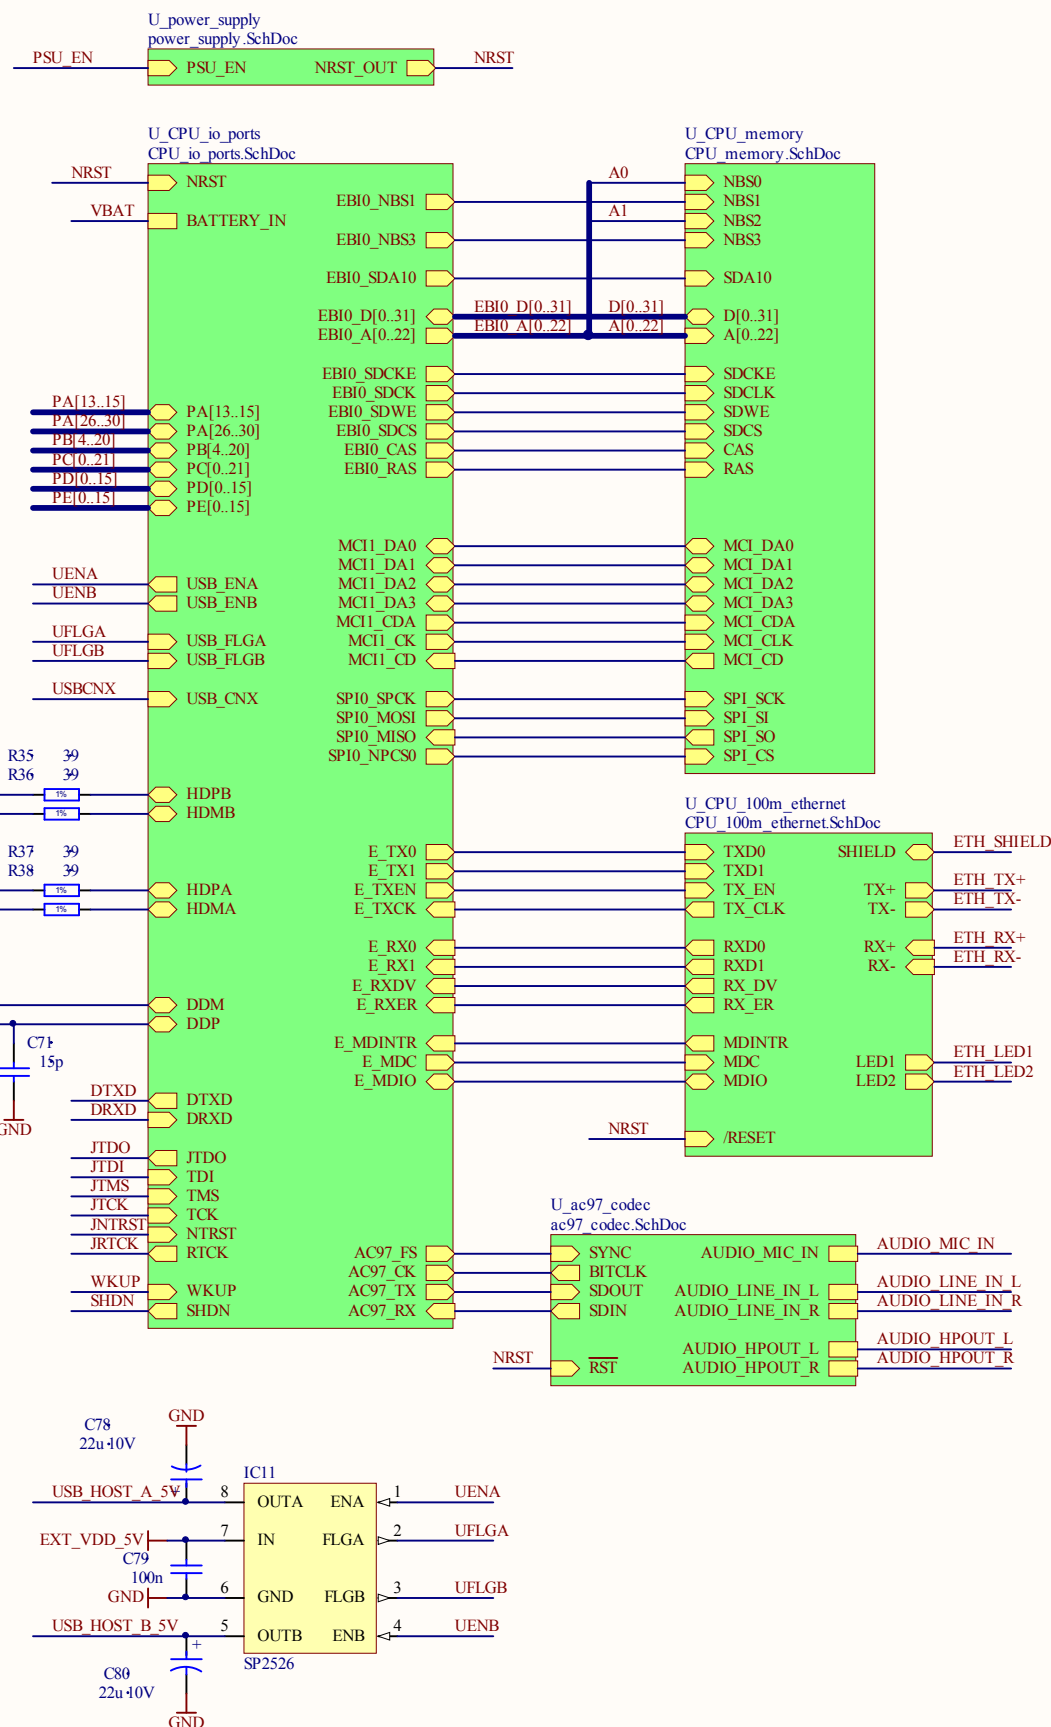 U_power_supply
power_supply.SchDoc
PSU_EN
PSU_EN
NRST_OUT
NRST
U_CPU_io_ports
CPU_io_ports.SchDoc
NRST
NRST
VBAT
BATTERY_IN
EBI0_NBS1
EBI0_NBS3
EBI0_SDA10
EBI0_D[0..31]
EBI0_A[0..22]
EBI0_SDCKE
EBI0_SDCK
EBI0_SDWE
EBI0_SDCS
EBI0_CAS
EBI0_RAS
PA[13..15]
PA[13..15]
PA[26..30]
PA[26..30]
PB[4..20]
PB[4..20]
PC[0..21]
PC[0..21]
PD[0..15]
PD[0..15]
PE[0..15]
PE[0..15]
MCI1_DA0
MCI1_DA1
MCI1_DA2
MCI1_DA3
MCI1_CDA
MCI1_CK
MCI1_CD
UENA
USB_ENA
UENB
USB_ENB
UFLGA
USB_FLGA
UFLGB
USB_FLGB
USBCNX
USB_CNX
SPI0_SPCK
SPI0_MOSI
SPI0_MISO
SPI0_NPCS0
R35 39
R36 39
1%
HDPB
1%
HDMB
R37 39
R38 39
1%
HDPA
1%
HDMA
E_TX0
E_TX1
E_TXEN
E_TXCK
E_RX0
E_RX1
E_RXDV
E_RXER
E_MDINTR
E_MDC
E_MDIO
DDM
DDP
C71
15p
GND
DTXD
DTXD
DRXD
DRXD
JTDO
JTDO
JTDI
TDI
JTMS
TMS
JTCK
TCK
JNTRST
NTRST
JRTCK
RTCK
WKUP
WKUP
SHDN
SHDN
AC97_FS
AC97_CK
AC97_TX
AC97_RX
U_CPU_memory
CPU_memory.SchDoc
A0
NBS0
NBS1
A1
NBS2
NBS3
SDA10
EBI0_D[0..31]
D[0..31]
D[0..31]
EBI0_A[0..22]
A[0..22]
A[0..22]
SDCKE
SDCLK
SDWE
SDCS
CAS
RAS
MCI_DA0
MCI_DA1
MCI_DA2
MCI_DA3
MCI_CDA
MCI_CLK
MCI_CD
SPI_SCK
SPI_SI
SPI_SO
SPI_CS
U_CPU_100m_ethernet
CPU_100m_ethernet.SchDoc
TXD0
TXD1
TX_EN
TX_CLK
RXD0
RXD1
RX_DV
RX_ER
MDINTR
MDC
MDIO
NRST
/RESET
SHIELD
ETH_SHIELD
TX+
ETH_TX+
TX-
ETH_TX-
RX+
ETH_RX+
RX-
ETH_RX-
LED1
ETH_LED1
LED2
ETH_LED2
U_ac97_codec
ac97_codec.SchDoc
SYNC
BITCLK
SDOUT
SDIN
NRST
RST
AUDIO_MIC_IN
AUDIO_MIC_IN
AUDIO_LINE_IN_L
AUDIO_LINE_IN_L
AUDIO_LINE_IN_R
AUDIO_LINE_IN_R
AUDIO_HPOUT_L
AUDIO_HPOUT_L
AUDIO_HPOUT_R
AUDIO_HPOUT_R
GND
C78
22u 10V
IC11
USB_HOST_A_5V
+
8
OUTA
ENA
1
UENA
EXT_VDD_5V
7
IN
FLGA
2
UFLGA
C79
100n
GND
6
GND
FLGB
3
UFLGB
USB_HOST_B_5V
5
OUTB
ENB
4
UENB
+
SP2526
C80
22u 10V
GND